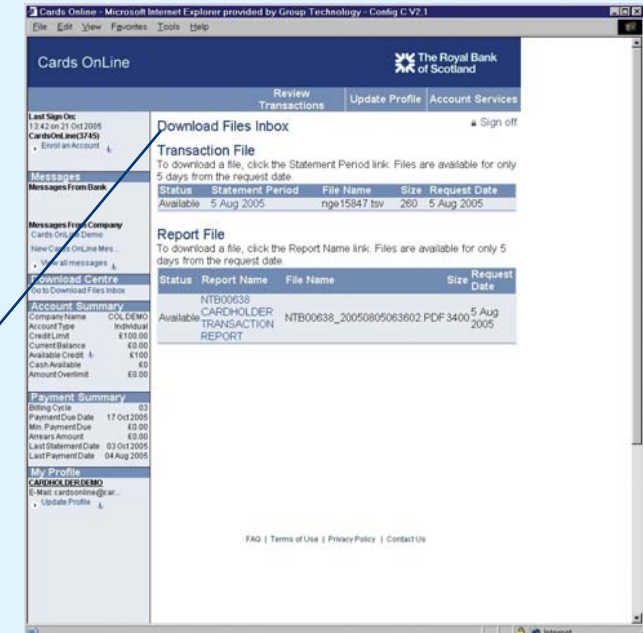 Cards Online - Microsoft Internet Explorer provided by Group Technology - Config C V2.1
File Edit View Favorites Tools Help
Cards OnLine
The Royal Bank
of Scotland
Review
Transactions
Update Profile
Account Services
Last Sign On:
13:42 on 21 Oct 2005
CardsOnLine(3745)
Enrol an Account
Messages
Messages From Bank
Messages From Company
Cards OnLine Demo
New Cards OnLine Mes...
View all messages
Download Centre
Go to Download Files Inbox
Account Summary
Company Name COL DEMO
Account Type Individual
Credit Limit £100.00
Current Balance £0.00
Available Credit £100
Cash Available £0
Amount Overlimit £0.00
Payment Summary
Billing Cycle 03
Payment Due Date 17 Oct 2005
Min. Payment Due £0.00
Arrears Amount £0.00
Last Statement Date 03 Oct 2005
Last Payment Date 04 Aug 2005
My Profile
CARDHOLDER DEMO
E-Mail: cardsonline@car...
Update Profile
Download Files Inbox
Sign off
Transaction File
To download a file, click the Statement Period link. Files are available for only
5 days from the request date.
Status Statement Period File Name Size Request Date
Available 5 Aug 2005 nge15847.tsv 260 5 Aug 2005
Report File
To download a file, click the Report Name link. Files are available for only 5
days from the request date
Status Report Name File Name Size Request
Date
NTB00638
CARDHOLDER
TRANSACTION
REPORT
Available NTB00638_20050805063602.PDF 3400 5 Aug
2005
FAQ | Terms of Use | Privacy Policy | Contact Us
Internet